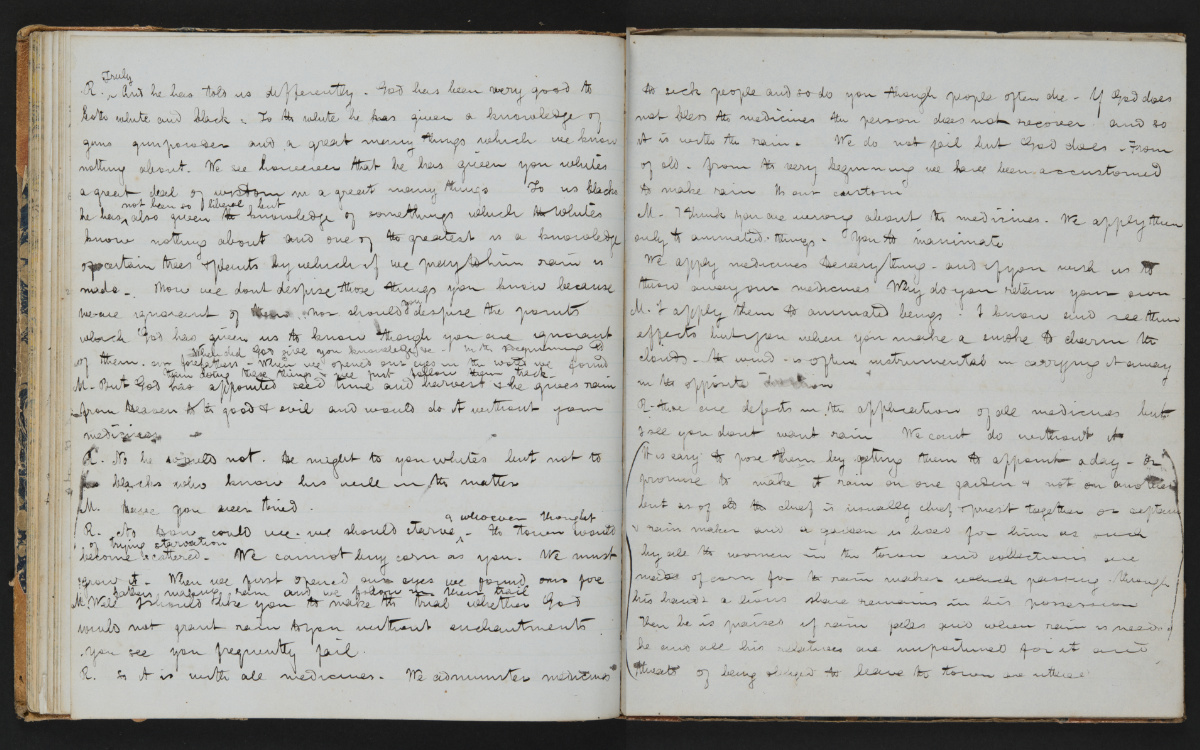 Truly
R. And he has told us differently. God has been very good to
both white and black. To the white he has given a knowledge of
guns gunpowder and a great many things which we know
nothing about. We see however that he has given you whites
a great deal of wisdom in a great many things To us blacks
not been so liberal but
he has also given the knowledge of somethings which the whites
know nothing about and one of the greatest is a knowledge
of certain trees & plants by which if we pray to him rain is
made. Now we dont despise those things you know because
we are ignorant of them nor should you despise the points
which God has given us to know though you are ignorant
of them. When did God give you knowledge In the beginning
our forefathers. When we opened our eyes in the world we found
them doing these things & we just follow them track
M. But God has appointed seed time and harvest & he gives rain
from heaven to the good & evil and would do it without your
medicines
R. No he would not. He might to you whites but not to
blacks who know his will in the matter
M. Have you ever tried.
R. No How could we. we should starve & whoever thought
of trying starvation The town would
become scattered. We cannot buy corn as you. We must
grow it. When we first opened our eyes we found our fore
fathers making rain and we follow in their trail
M. Well I should like you to make the trial whether God
would not grant rain to you without enchantments
You see you frequently fail.
R. So it is with all medicines. We administer medicines
to sick people and so do you though people often die. If God does
not bless the medicines the person does not recover and so
it is with the rain. We do not fail but God does. From
of old. from the very beginning we have been accustomed
to make rain tis our custom
M. I think you are wrong about the medicines. We apply them
only to animated things. You to inanimate
We apply medicines to everything and if you wish us to
throw away our medicines Why do you retain your own
M. I apply them to animated beings. I know and see their
effects but when you make a smoke to charm the
clouds. the wind is often instrumental in carrying it away
in the opposite direction
R. there are defects in the application of all medicines but
I see you dont want rain We cant do without it
It is easy to pose them by getting them to appoint a day. or
promise to make it rain on one garden & not on another
but as of old the chief is usually chief priest together or
& rain maker and a garden is hoed for him as such
by all the women in the town and collections are
made of corn for the rain maker which passing through
his hands a lions share remains in his possession
Then he is praised if rain falls and when rain is needed
he and all his relatives are importuned for it and
threats of being obliged to leave the town are uttered